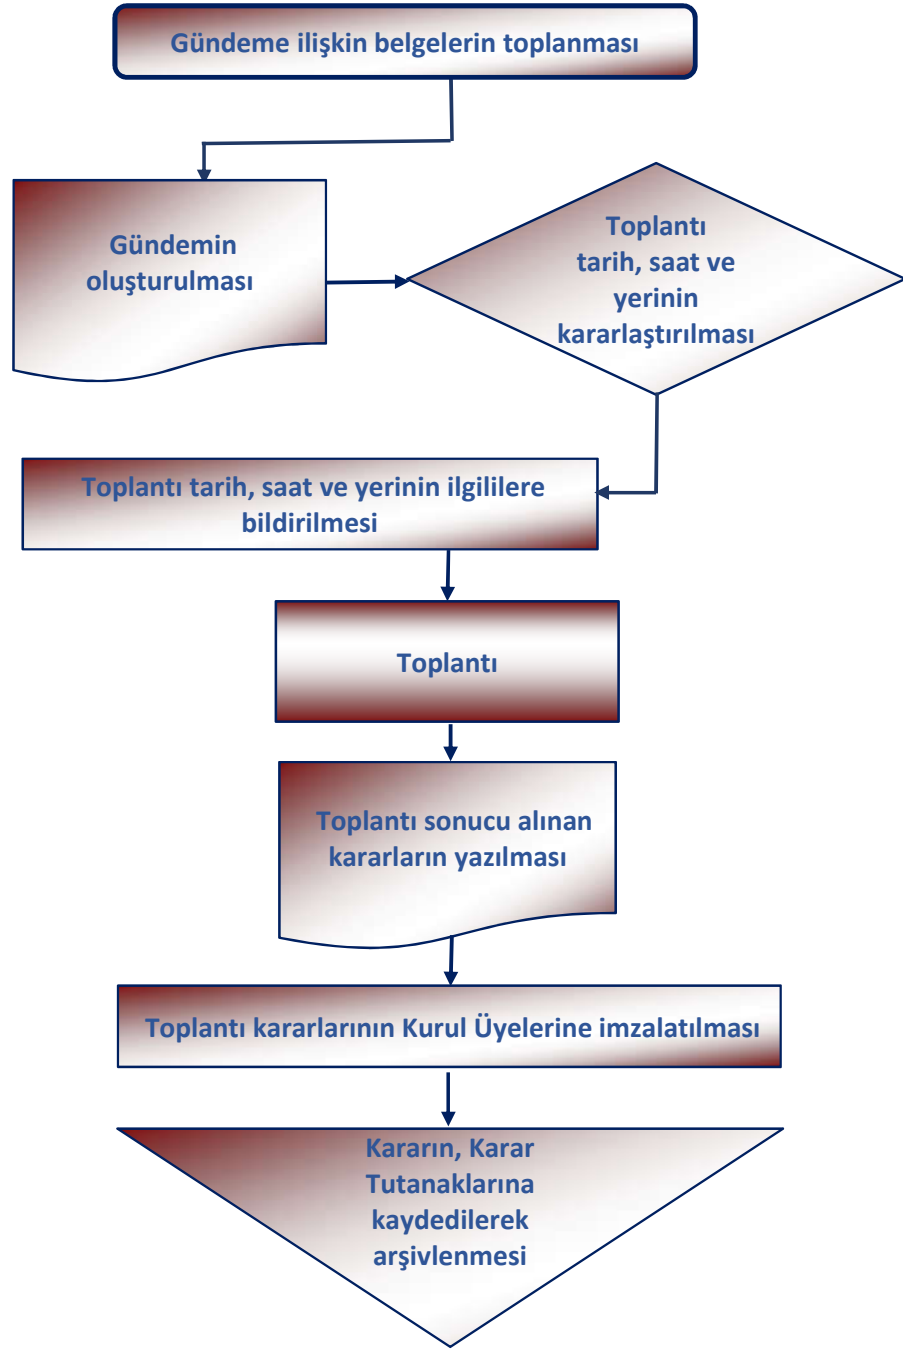 Gündeme ilişkin belgelerin toplanması
Gündemin
oluşturulması
Toplantı
tarih, saat ve
yerinin
kararlaştırılması
Toplantı tarih, saat ve yerinin ilgililere
bildirilmesi
Toplantı
Toplantı sonucu alınan
kararların yazılması
Toplantı kararlarının Kurul Üyelerine imzalatılması
Kararın, Karar
Tutanaklarına
kaydedilerek
arşivlenmesi